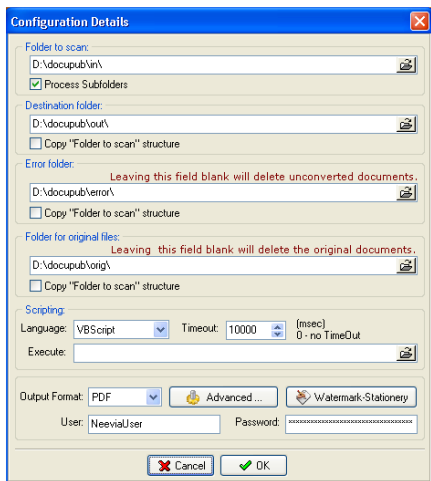 Configuration Details
Folder to scan:
D:\docupub\in\
Process Subfolders
Destination folder:
D:\docupub\out\
Copy "Folder to scan" structure
Error folder:
Leaving this field blank will delete unconverted documents.
D:\docupub\error\
Copy "Folder to scan" structure
Folder for original files:
Leaving this field blank will delete the original documents.
D:\docupub\orig\
Copy "Folder to scan" structure
Scripting:
Language: VBScript Timeout: 10000 (msec)
0 - no TimeOut
Execute:
Output Format: PDF Advanced ... Watermark-Stationery
User: NeeviaUser Password:
Cancel OK